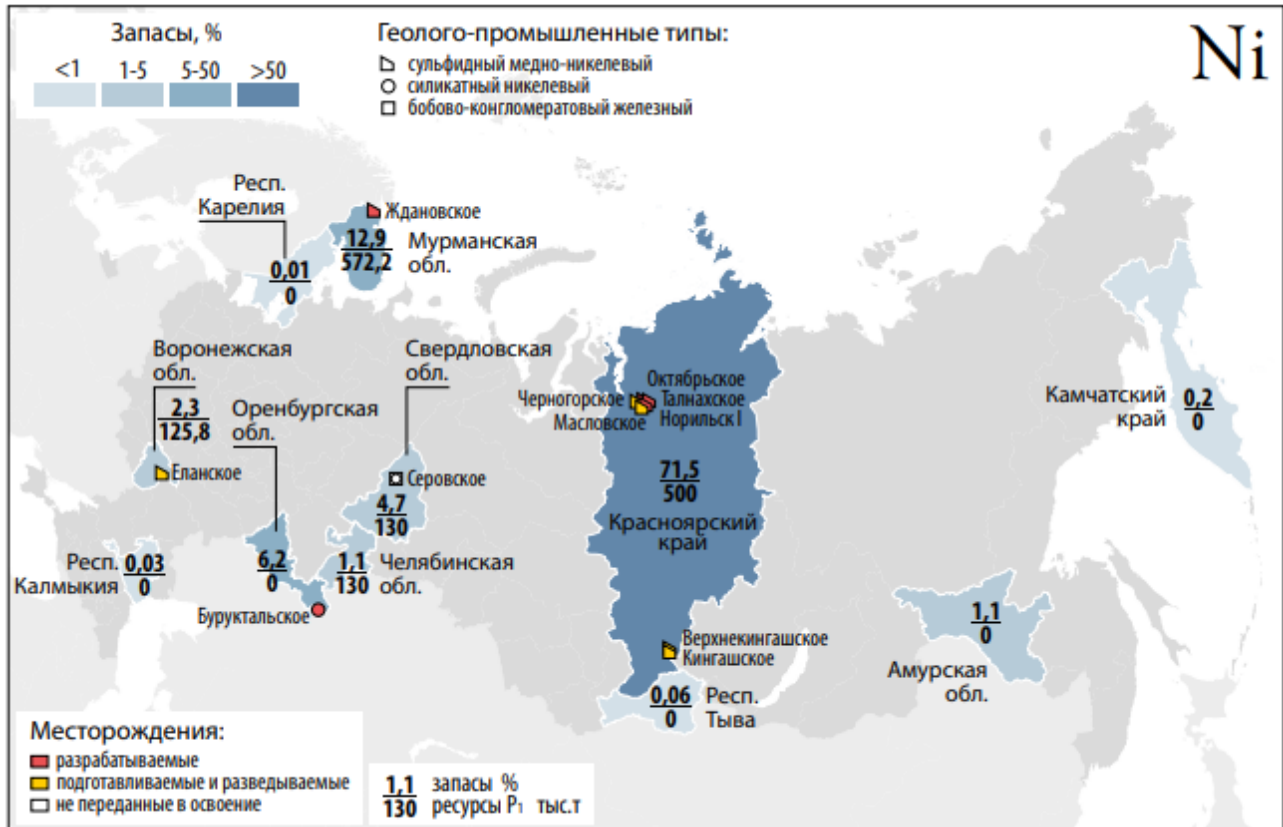 Запасы, %
<1 1-5 5-50 >50
Геолого-промышленные типы:
сульфидный медно-никелевый
силикатный никелевый
бобово-конгломератовый железный
Ni
Респ.
Карелия
0,01
0
Ждановское
12,9
572,2
Мурманская
обл.
Воронежская
обл.
2,3
125,8
Еланское
Оренбургская
обл.
6,2
0
Буруктальское
Свердловская
обл.
Серовское
4,7
130
1,1
130
Челябинская
обл.
Респ.
Калмыкия
0,03
0
Черногорское
Масловское
Октябрьское
Талнахское
Норильск I
71,5
500
Красноярский
край
Верхнекингашское
Кингашское
0,06
0
Респ.
Тыва
Камчатский
край
0,2
0
1,1
0
Амурская
обл.
Месторождения:
разрабатываемые
подготавливаемые и разведываемые
не переданные в освоение
1,1 запасы %
130 ресурсы P₁ тыс.т